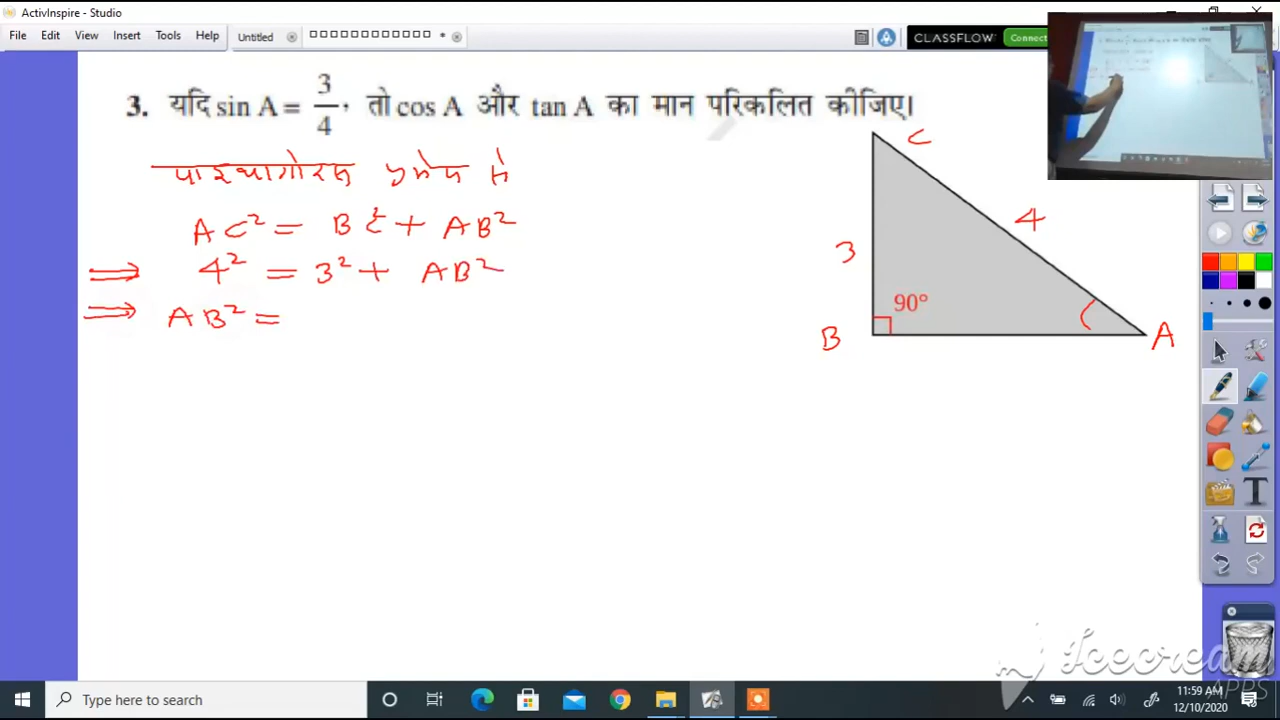 ActivInspire - Studio
File Edit View Insert Tools Help Untitled
CLASSFLOW Connect
3. यदि sin A = 3/4, तो cos A और tan A का मान परिकलित कीजिए।
पाइथागोरस प्रमेय से
AC² = BC² + AB²
⇒ 4² = 3² + AB²
⇒ AB² =
C
4
3
90°
B
A
Type here to search
11:59 AM
12/10/2020
Icecream
APPS